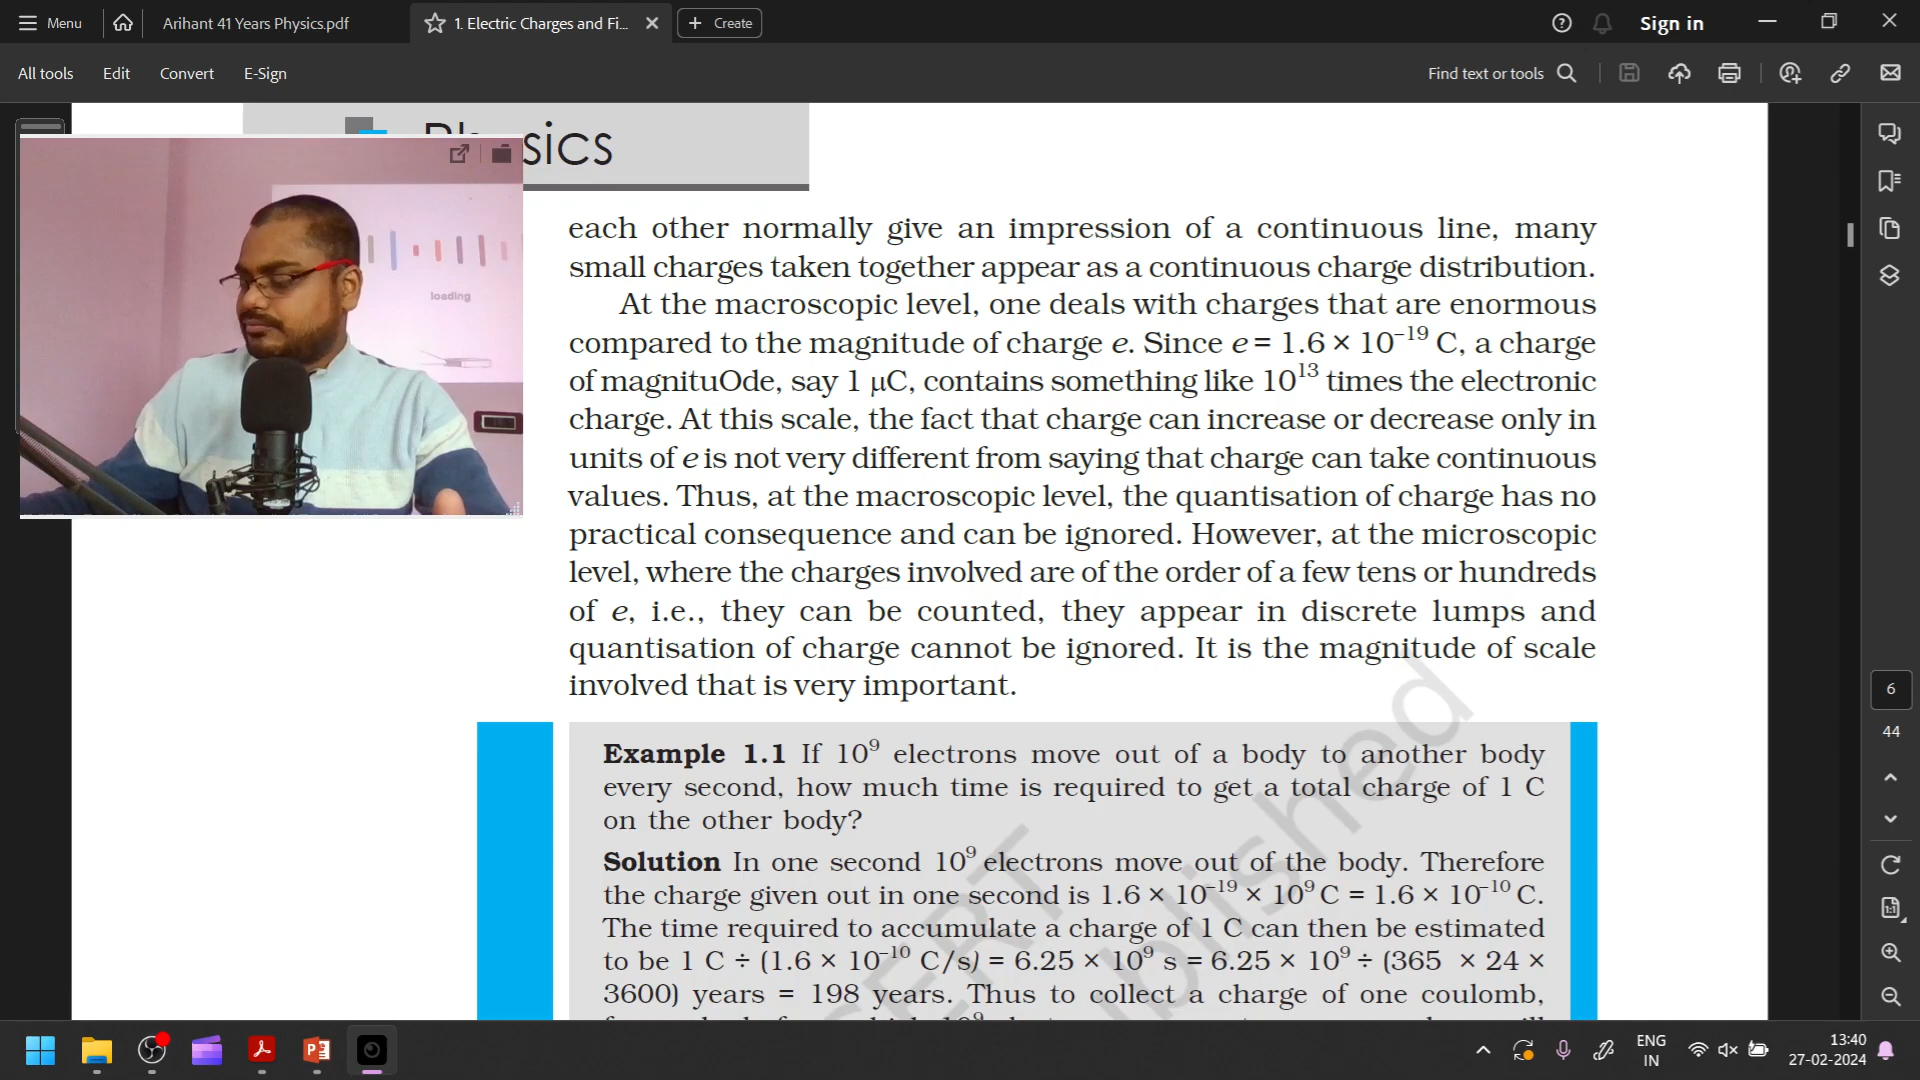 Menu
Arihant 41 Years Physics.pdf
1. Electric Charges and Fi...
Create
Sign in
All tools
Edit
Convert
E-Sign
Find text or tools
Physics
loading
each other normally give an impression of a continuous line, many
small charges taken together appear as a continuous charge distribution.
At the macroscopic level, one deals with charges that are enormous
compared to the magnitude of charge e. Since e = 1.6 × 10⁻¹⁹ C, a charge
of magnituOde, say 1 μC, contains something like 10¹³ times the electronic
charge. At this scale, the fact that charge can increase or decrease only in
units of e is not very different from saying that charge can take continuous
values. Thus, at the macroscopic level, the quantisation of charge has no
practical consequence and can be ignored. However, at the microscopic
level, where the charges involved are of the order of a few tens or hundreds
of e, i.e., they can be counted, they appear in discrete lumps and
quantisation of charge cannot be ignored. It is the magnitude of scale
involved that is very important.
Example 1.1 If 10⁹ electrons move out of a body to another body
every second, how much time is required to get a total charge of 1 C
on the other body?
Solution In one second 10⁹ electrons move out of the body. Therefore
the charge given out in one second is 1.6 × 10⁻¹⁹ × 10⁹ C = 1.6 × 10⁻¹⁰ C.
The time required to accumulate a charge of 1 C can then be estimated
to be 1 C ÷ (1.6 × 10⁻¹⁰ C/s) = 6.25 × 10⁹ s = 6.25 × 10⁹ ÷ (365 × 24 ×
3600) years = 198 years. Thus to collect a charge of one coulomb,
6
44
ENG
IN
13:40
27-02-2024